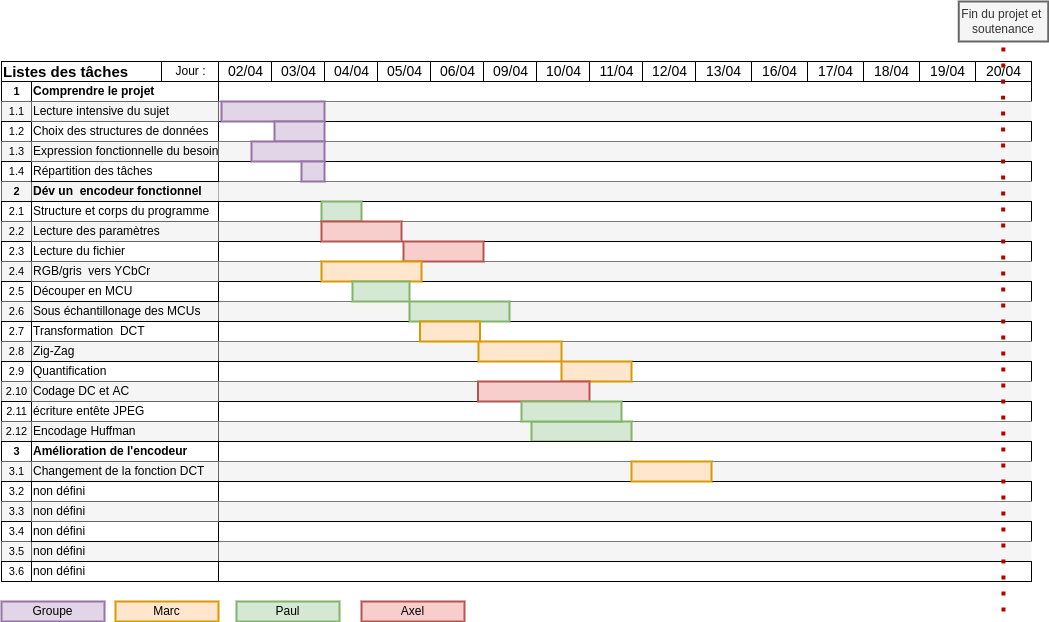 Fin du projet et
soutenance
Listes des tâches Jour : 02/04 03/04 04/04 05/04 06/04 09/04 10/04 11/04 12/04 13/04 16/04 17/04 18/04 19/04 20/04
1 Comprendre le projet
1.1 Lecture intensive du sujet
1.2 Choix des structures de données
1.3 Expression fonctionnelle du besoin
1.4 Répartition des tâches
2 Dév un encodeur fonctionnel
2.1 Structure et corps du programme
2.2 Lecture des paramètres
2.3 Lecture du fichier
2.4 RGB/gris vers YCbCr
2.5 Découper en MCU
2.6 Sous échantillonage des MCUs
2.7 Transformation DCT
2.8 Zig-Zag
2.9 Quantification
2.10 Codage DC et AC
2.11 écriture entête JPEG
2.12 Encodage Huffman
3 Amélioration de l'encodeur
3.1 Changement de la fonction DCT
3.2 non défini
3.3 non défini
3.4 non défini
3.5 non défini
3.6 non défini
Groupe Marc Paul Axel